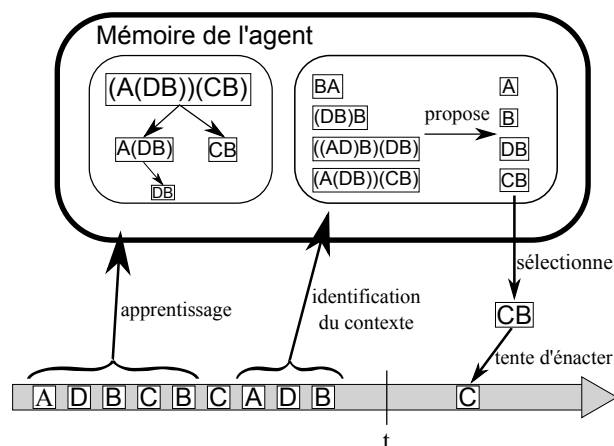 Mémoire de l'agent
(A(DB))(CB)
A(DB)
CB
DB
BA
(DB)B
((AD)B)(DB)
(A(DB))(CB)
propose
A
B
DB
CB
sélectionne
apprentissage
identification
du contexte
CB
tente d'énacter
A D B C B C A D B
C
t